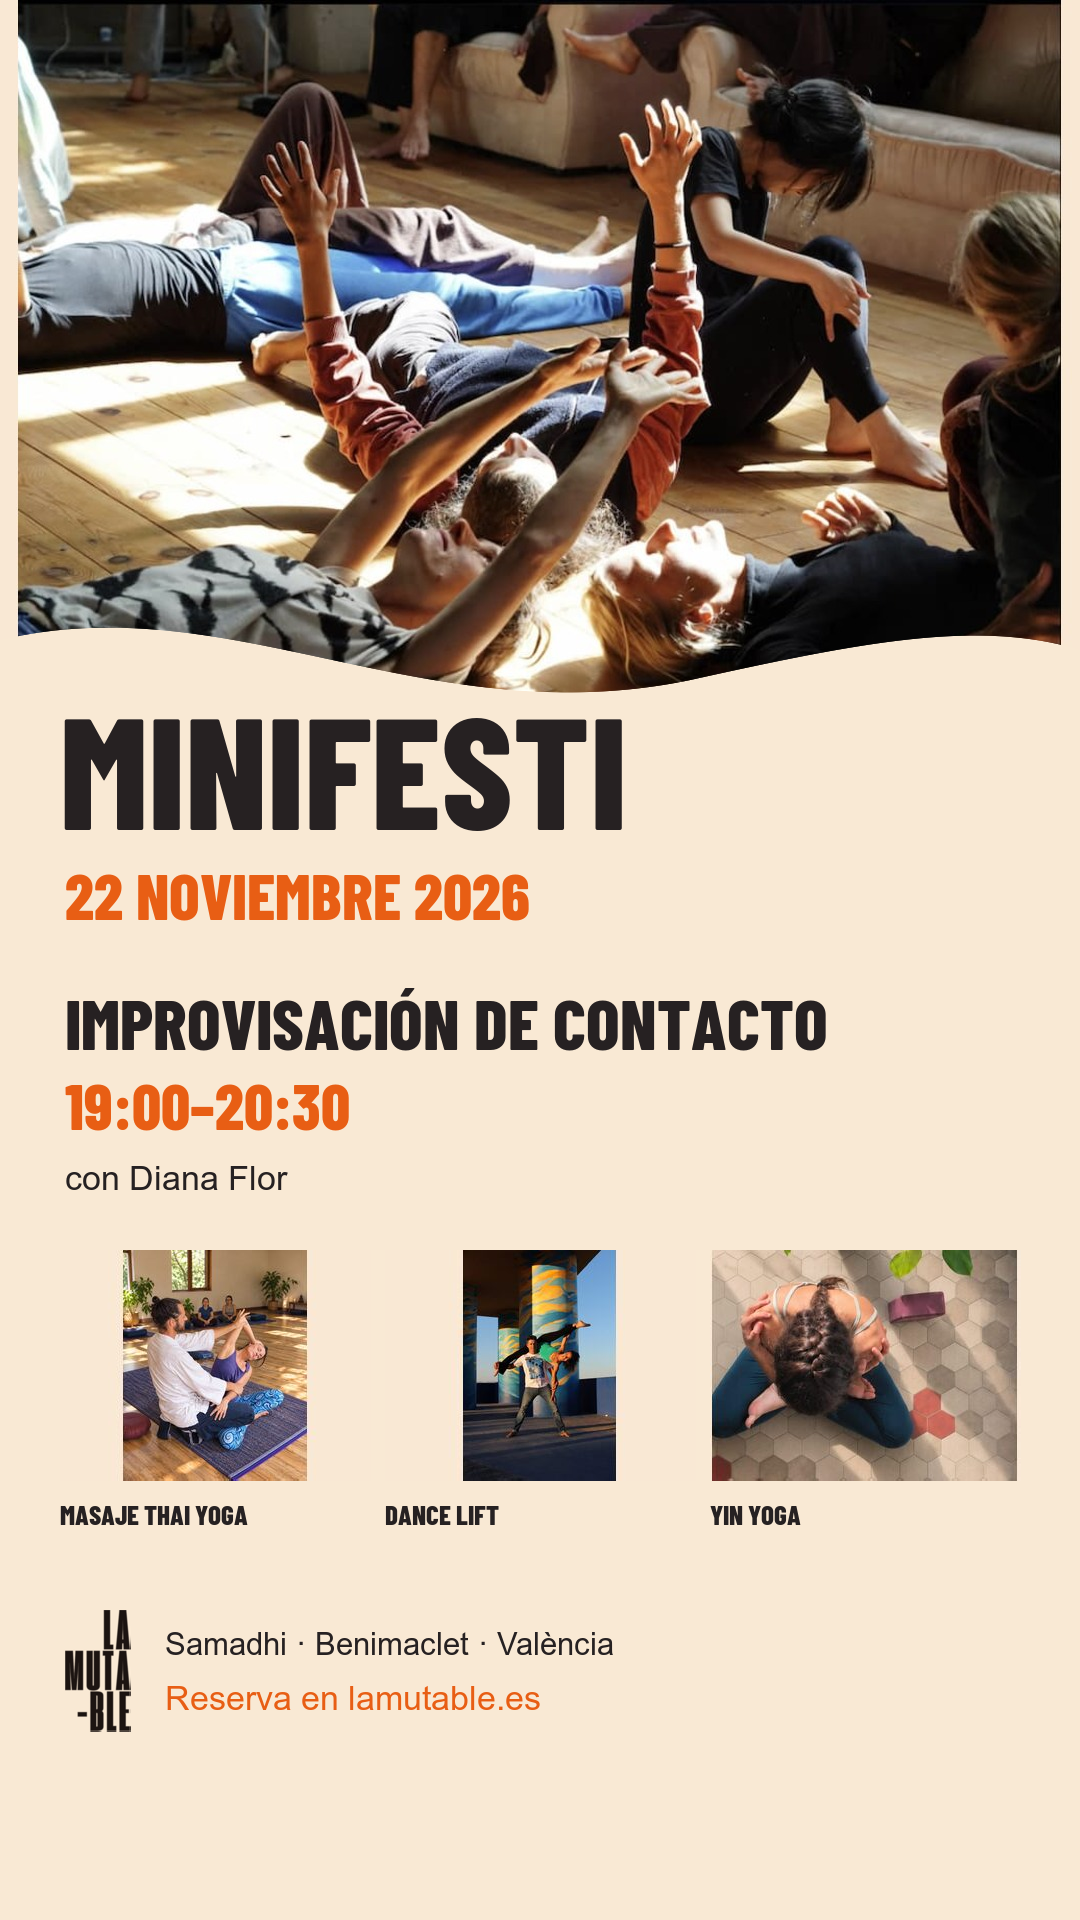 MINIFESTI
22 NOVIEMBRE 2026
IMPROVISACIÓN DE CONTACTO
19:00–20:30
con Diana Flor
MASAJE THAI YOGA
DANCE LIFT
YIN YOGA
LA
MUTA
-BLE
Samadhi · Benimaclet · València
Reserva en lamutable.es